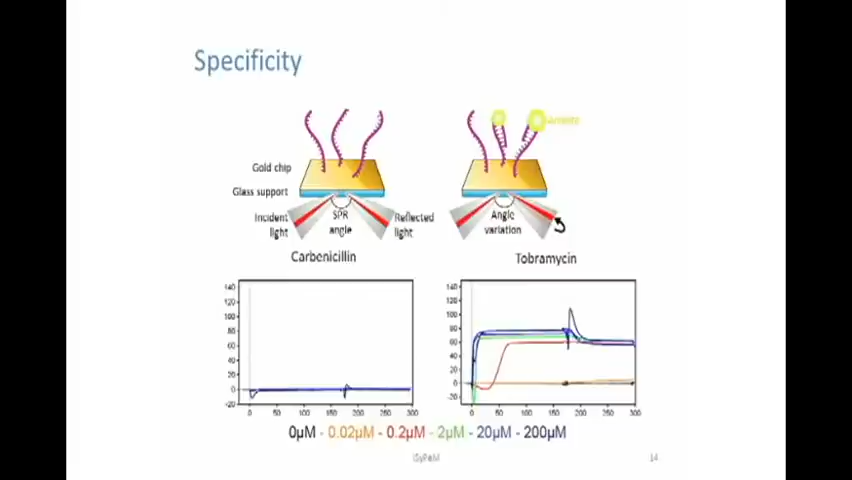 Specificity
Analyte
Gold chip
Glass support
Incident light
SPR angle
Reflected light
Angle variation
Carbenicillin
Tobramycin
140
120
100
80
60
40
20
0
-20
0 50 100 150 200 250 300
140
120
100
80
60
40
20
0
-20
0 50 100 150 200 250 300
0µM - 0.02µM - 0.2µM - 2µM - 20µM - 200µM
14